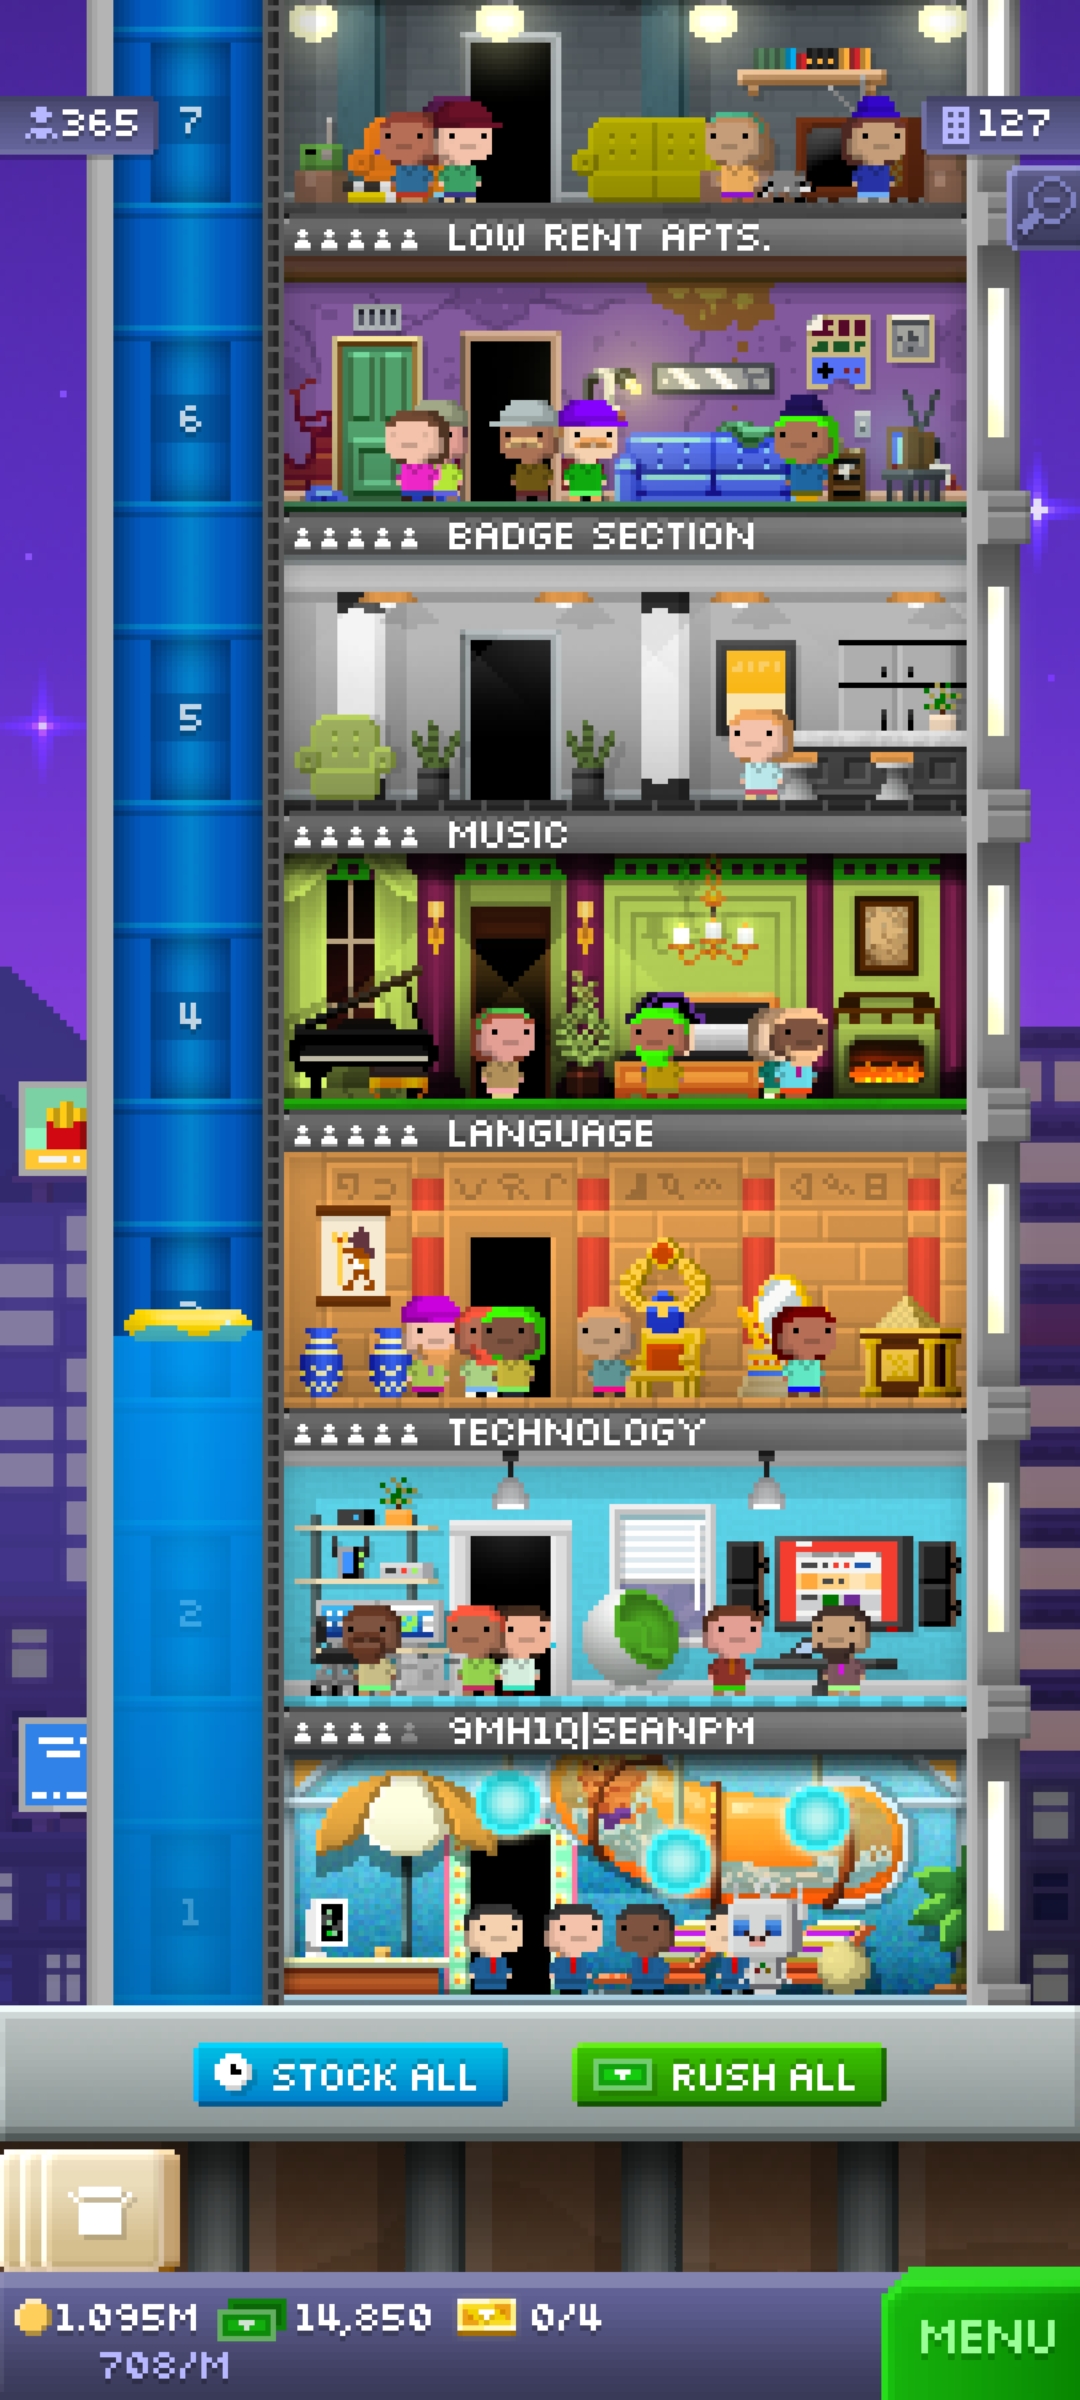 7
365
127
LOW RENT APTS.
6
BADGE SECTION
5
MUSIC
4
LANGUAGE
TECHNOLOGY
2
9MH1Q|SEANPM
1
STOCK ALL
RUSH ALL
1.095M
14,850
0/4
708/M
MENU